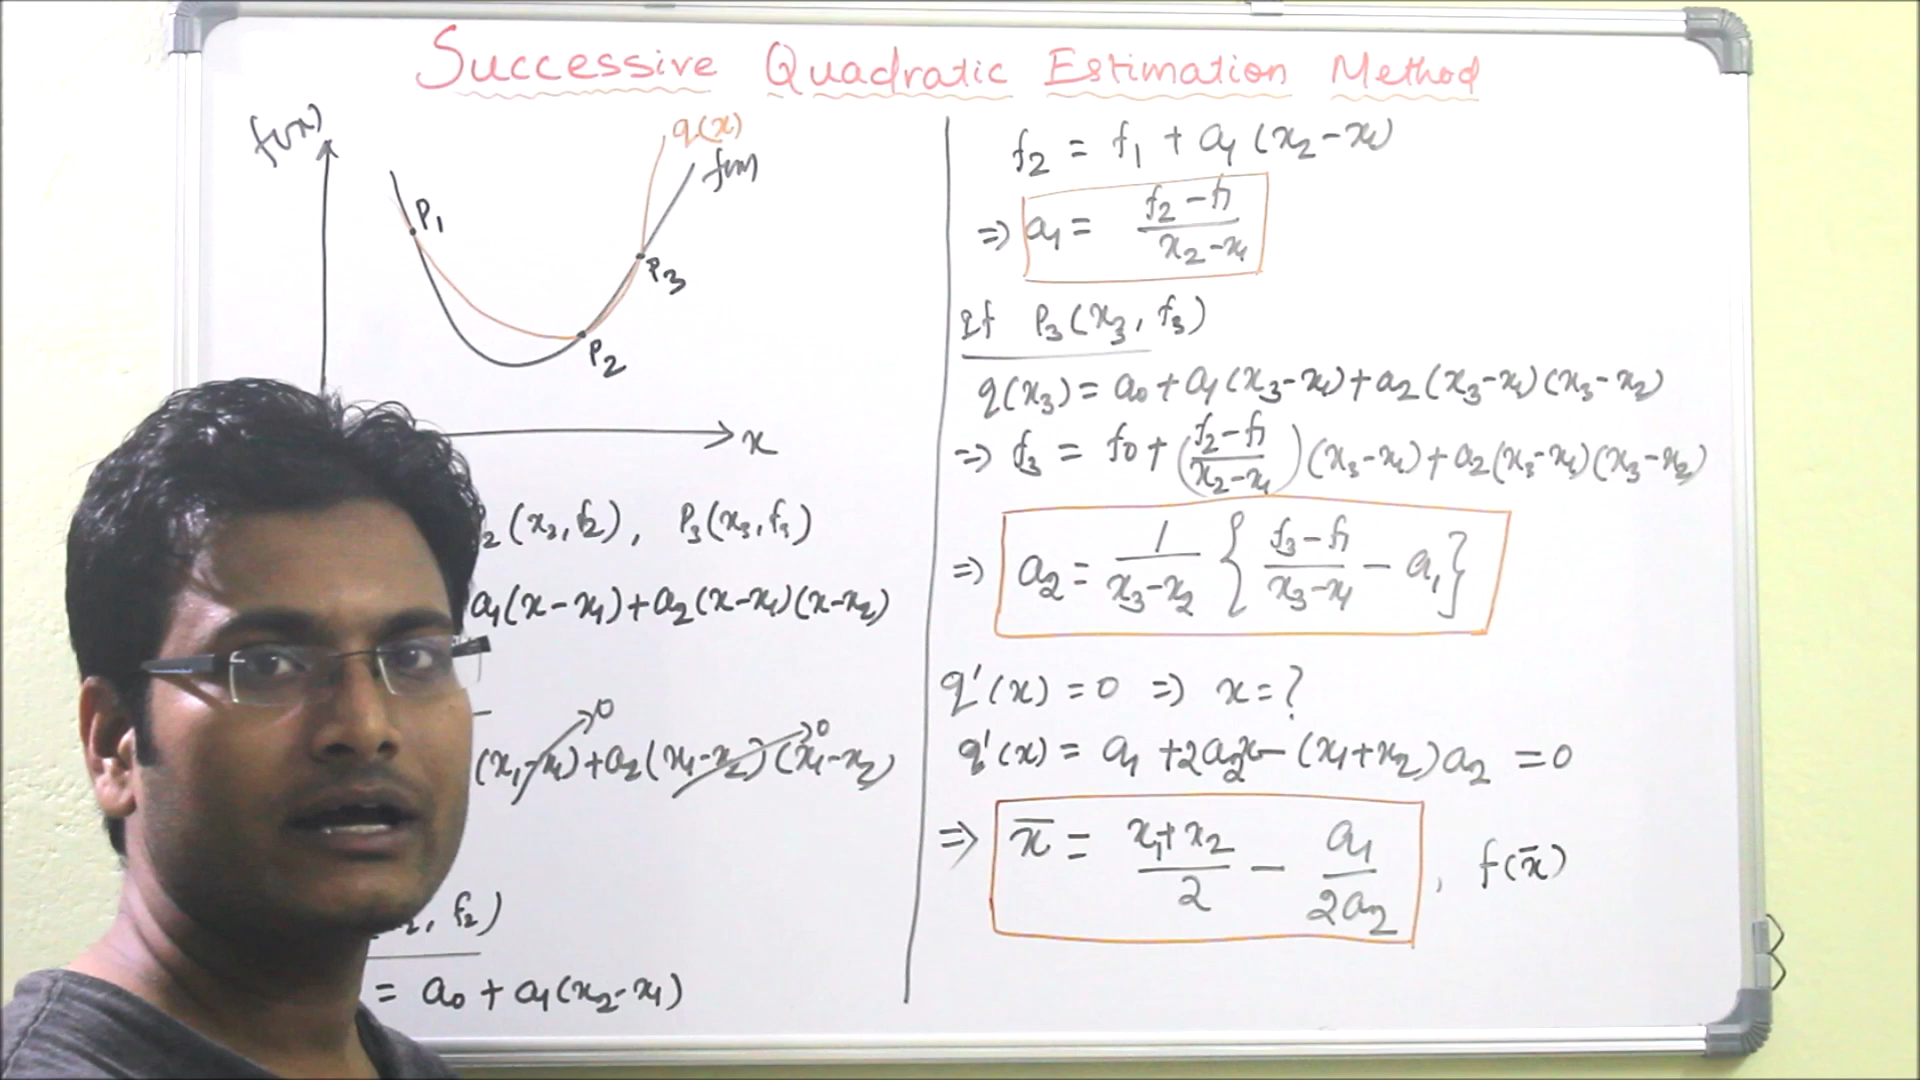 Successive Quadratic Estimation Method
f(x)
q(x)
f(x)
P₁
P₂
P₃
x
₂(x₂, f₂), P₃(x₃, f₃)
a₁(x-x₁)+a₂(x-x₁)(x-x₂)
(x₁-x₁)→0+a₂(x₁-x₂)(x₁-x₂)→0
₂, f₂)
= a₀ + a₁(x₂-x₁)
f₂ = f₁ + a₁(x₂-x₁)
⇒ a₁ = (f₂-f₁)/(x₂-x₁)
If P₃(x₃, f₃)
q(x₃) = a₀+a₁(x₃-x₁)+a₂(x₃-x₁)(x₃-x₂)
⇒ f₃ = f₀+((f₂-f₁)/(x₂-x₁))(x₃-x₁)+a₂(x₃-x₁)(x₃-x₂)
⇒ a₂ = 1/(x₃-x₂) {(f₃-f₁)/(x₃-x₁) - a₁}
q'(x) = 0 ⇒ x = ?
q'(x) = a₁ +2a₂x-(x₁+x₂)a₂ = 0
⇒ x̄ = (x₁+x₂)/2 - a₁/2a₂, f(x̄)